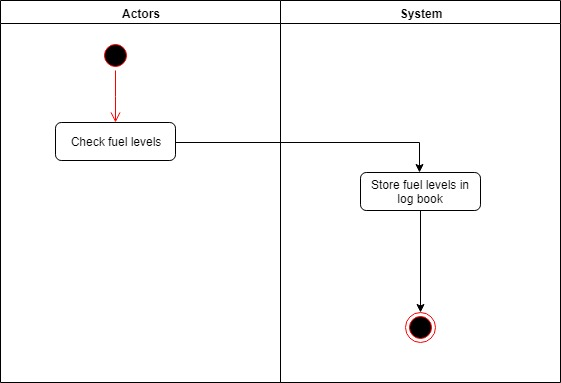 Actors
System
Check fuel levels
Store fuel levels in
log book